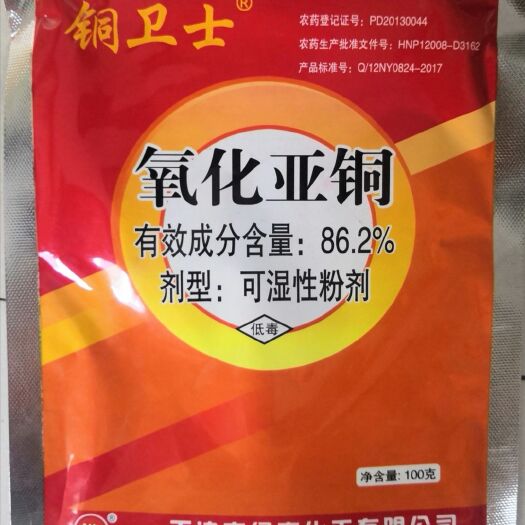 铜卫士®
农药登记证号：PD20130044
农药生产批准文件号：HNP12008-D3162
产品标准号：Q/12NY0824-2017
氧化亚铜
有效成分含量：86.2%
剂型：可湿性粉剂
低毒
净含量：100克